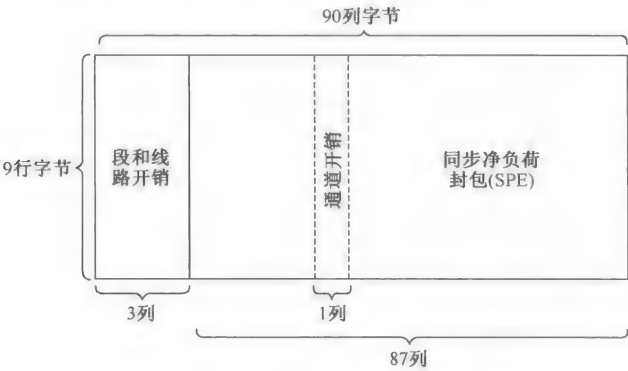 90列字节
9行字节
段和线
路开销
通道开销
同步净负荷
封包(SPE)
3列
1列
87列